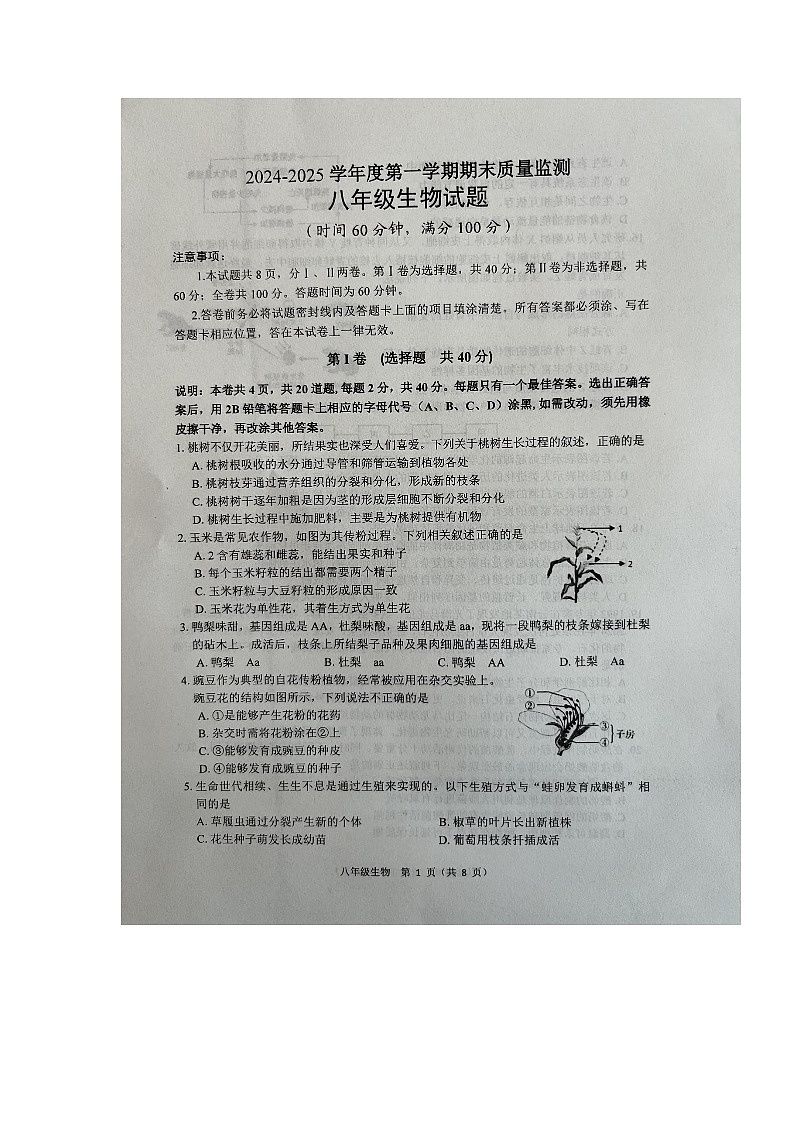 2024-2025 学年度第一学期期末质量监测
八年级生物试题
（时间 60 分钟，满分 100 分）
注意事项：
1.本试题共 8 页，分Ⅰ、Ⅱ两卷。第Ⅰ卷为选择题，共 40 分；第Ⅱ卷为非选择题，共
60 分；全卷共 100 分。答题时间为 60 分钟。
2.答卷前务必将试题密封线内及答题卡上面的项目填涂清楚，所有答案都必须涂、写在
答题卡相应位置，答在本试卷上一律无效。
第Ⅰ卷 (选择题 共 40 分)
说明：本卷共 4 页，共 20 道题, 每题 2 分，共 40 分。每题只有一个最佳答案。选出正确答
案后，用 2B 铅笔将答题卡上相应的字母代号（A、B、C、D）涂黑, 如需改动，须先用橡
皮擦干净，再改涂其他答案。
1. 桃树不仅开花美丽，所结果实也深受人们喜爱。下列关于桃树生长过程的叙述，正确的是
A. 桃树根吸收的水分通过导管和筛管运输到植物各处
B. 桃树枝芽通过营养组织的分裂和分化，形成新的枝条
C. 桃树树干逐年加粗是因为茎的形成层细胞不断分裂和分化
D. 桃树生长过程中施加肥料，主要是为桃树提供有机物
2. 玉米是常见农作物，如图为其传粉过程。下列相关叙述正确的是
A. 2 含有雄蕊和雌蕊，能结出果实和种子
B. 每个玉米籽粒的结出都需要两个精子
C. 玉米籽粒与大豆籽粒的形成原因一致
D. 玉米花为单性花，其着生方式为单生花
1
2
3. 鸭梨味甜，基因组成是 AA，杜梨味酸，基因组成是 aa，现将一段鸭梨的枝条嫁接到杜梨
的砧木上。成活后，枝条上所结梨子品种及果肉细胞的基因组成是
A. 鸭梨 Aa B. 杜梨 aa C. 鸭梨 AA D. 杜梨 Aa
4. 豌豆作为典型的自花传粉植物，经常被应用在杂交实验上。
豌豆花的结构如图所示，下列说法不正确的是
A. ①是能够产生花粉的花药
B. 杂交时需将花粉涂在②上
C. ③能够发育成豌豆的种皮
D. ④能够发育成豌豆的种子
①
②
③
④
子房
5. 生命世代相续、生生不息是通过生殖来实现的。以下生殖方式与“蛙卵发育成蝌蚪”相
同的是
A. 草履虫通过分裂产生新的个体 B. 椒草的叶片长出新植株
C. 花生种子萌发长成幼苗 D. 葡萄用枝条扦插成活
八年级生物 第 1 页（共 8 页）